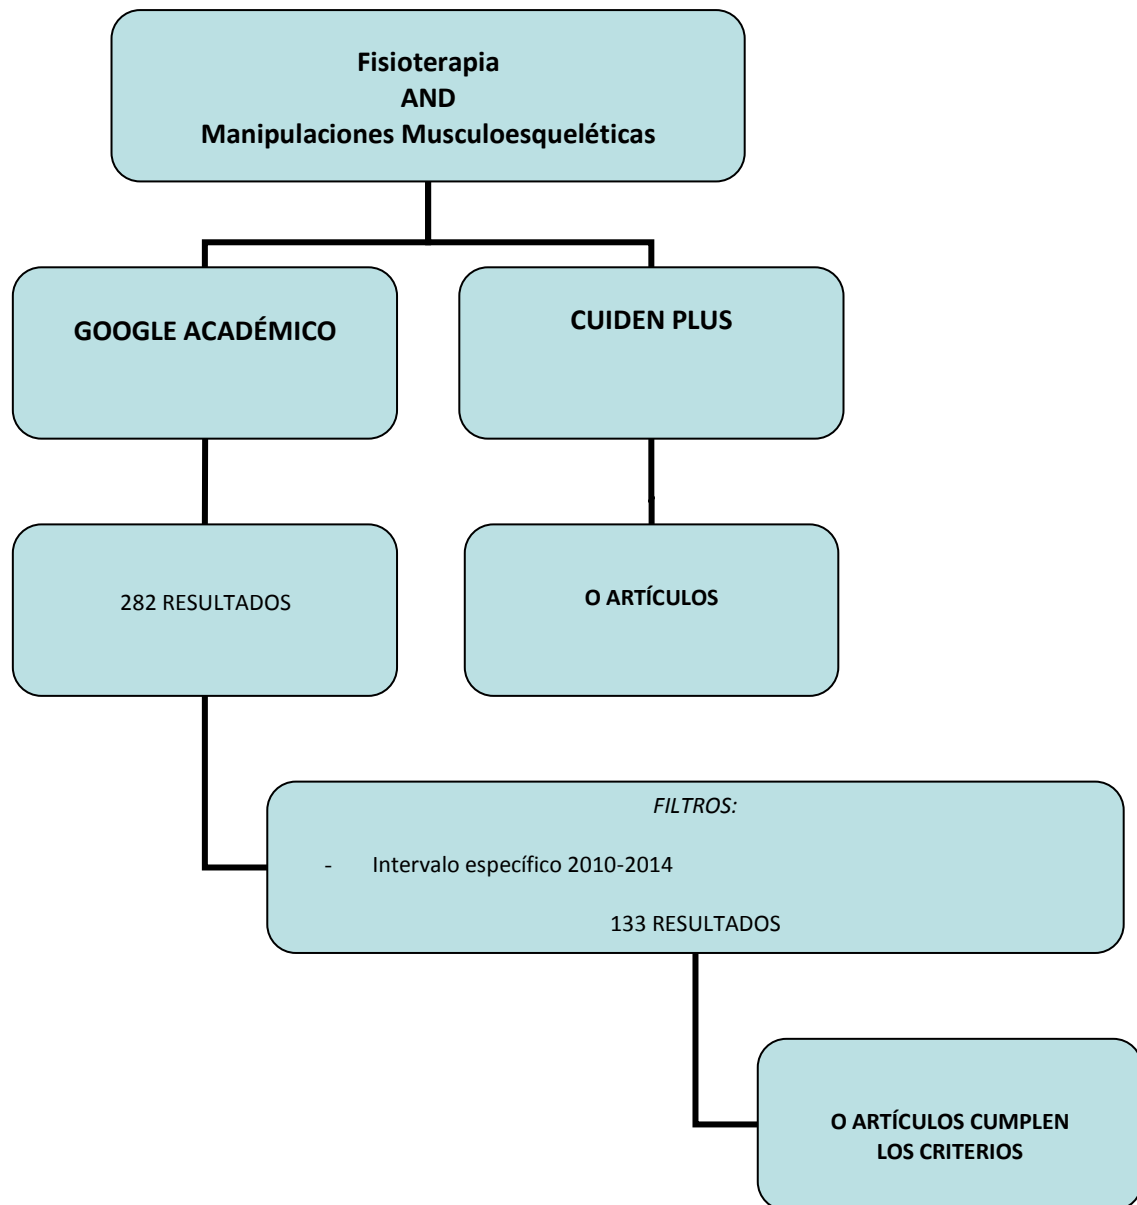 Fisioterapia
AND
Manipulaciones Musculoesqueléticas
GOOGLE ACADÉMICO
CUIDEN PLUS
282 RESULTADOS
O ARTÍCULOS
FILTROS:
- Intervalo específico 2010-2014
133 RESULTADOS
O ARTÍCULOS CUMPLEN
LOS CRITERIOS